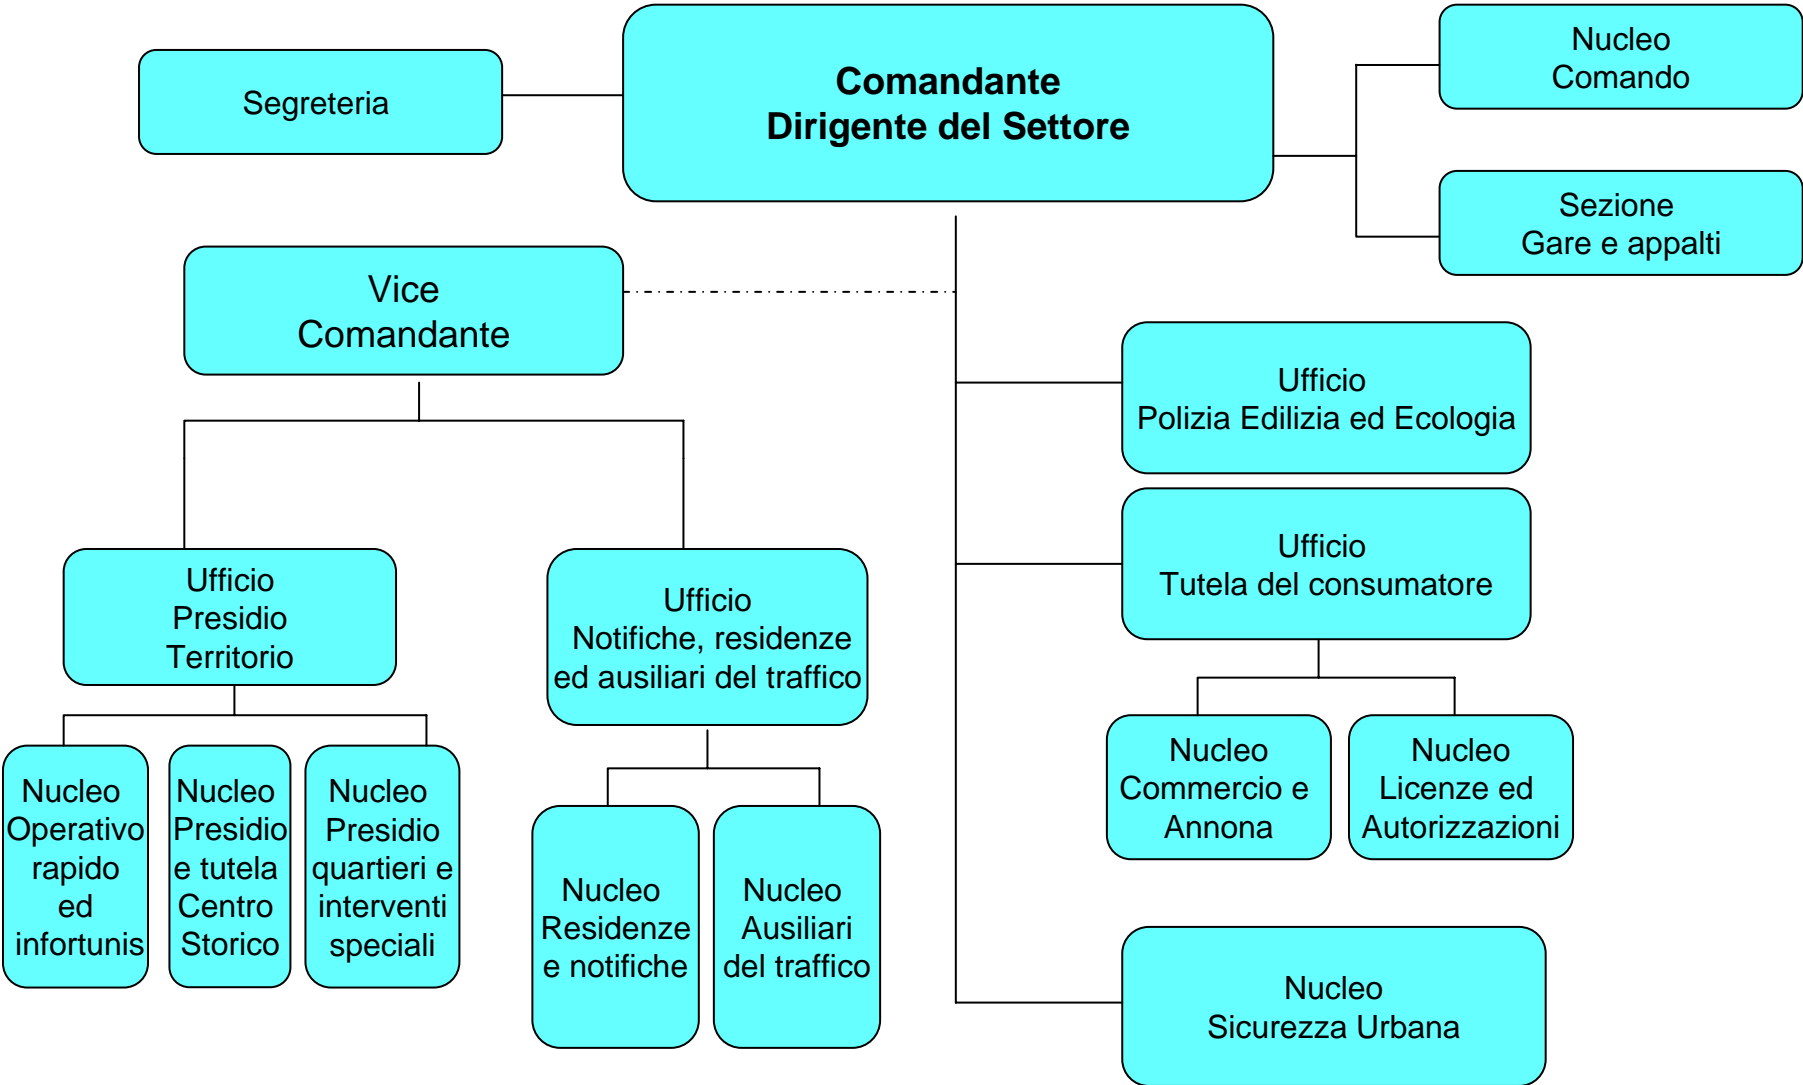 Segreteria
Comandante
Dirigente del Settore
Nucleo
Comando
Sezione
Gare e appalti
Vice
Comandante
Ufficio
Polizia Edilizia ed Ecologia
Ufficio
Tutela del consumatore
Ufficio
Presidio
Territorio
Ufficio
Notifiche, residenze
ed ausiliari del traffico
Nucleo
Operativo
rapido
ed
infortunis
Nucleo
Presidio
e tutela
Centro
Storico
Nucleo
Presidio
quartieri e
interventi
speciali
Nucleo
Residenze
e notifiche
Nucleo
Ausiliari
del traffico
Nucleo
Commercio e
Annona
Nucleo
Licenze ed
Autorizzazioni
Nucleo
Sicurezza Urbana